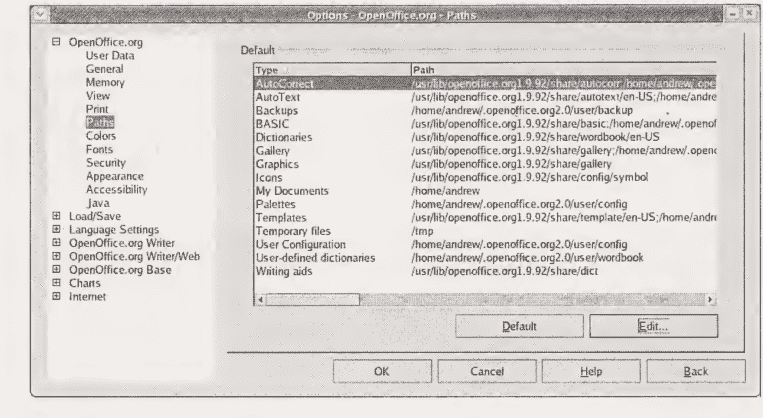 Options - OpenOffice.org - Paths
OpenOffice.org
User Data
General
Memory
View
Print
Paths
Colors
Fonts
Security
Appearance
Accessibility
Java
Load/Save
Language Settings
OpenOffice.org Writer
OpenOffice.org Writer/Web
OpenOffice.org Base
Charts
Internet
Default
Type Path
AutoCorrect /usr/lib/openoffice.org1.9.92/share/autocorr;/home/andrew/.ope
AutoText /usr/lib/openoffice.org1.9.92/share/autotext/en-US;/home/andre
Backups /home/andrew/.openoffice.org2.0/user/backup
BASIC /usr/lib/openoffice.org1.9.92/share/basic;/home/andrew/.openof
Dictionaries /usr/lib/openoffice.org1.9.92/share/wordbook/en-US
Gallery /usr/lib/openoffice.org1.9.92/share/gallery;/home/andrew/.openo
Graphics /usr/lib/openoffice.org1.9.92/share/gallery
Icons /usr/lib/openoffice.org1.9.92/share/config/symbol
My Documents /home/andrew
Palettes /home/andrew/.openoffice.org2.0/user/config
Templates /usr/lib/openoffice.org1.9.92/share/template/en-US;/home/andre
Temporary files /tmp
User Configuration /home/andrew/.openoffice.org2.0/user/config
User-defined dictionaries /home/andrew/.openoffice.org2.0/user/wordbook
Writing aids /usr/lib/openoffice.org1.9.92/share/dict
Default Edit...
OK Cancel Help Back